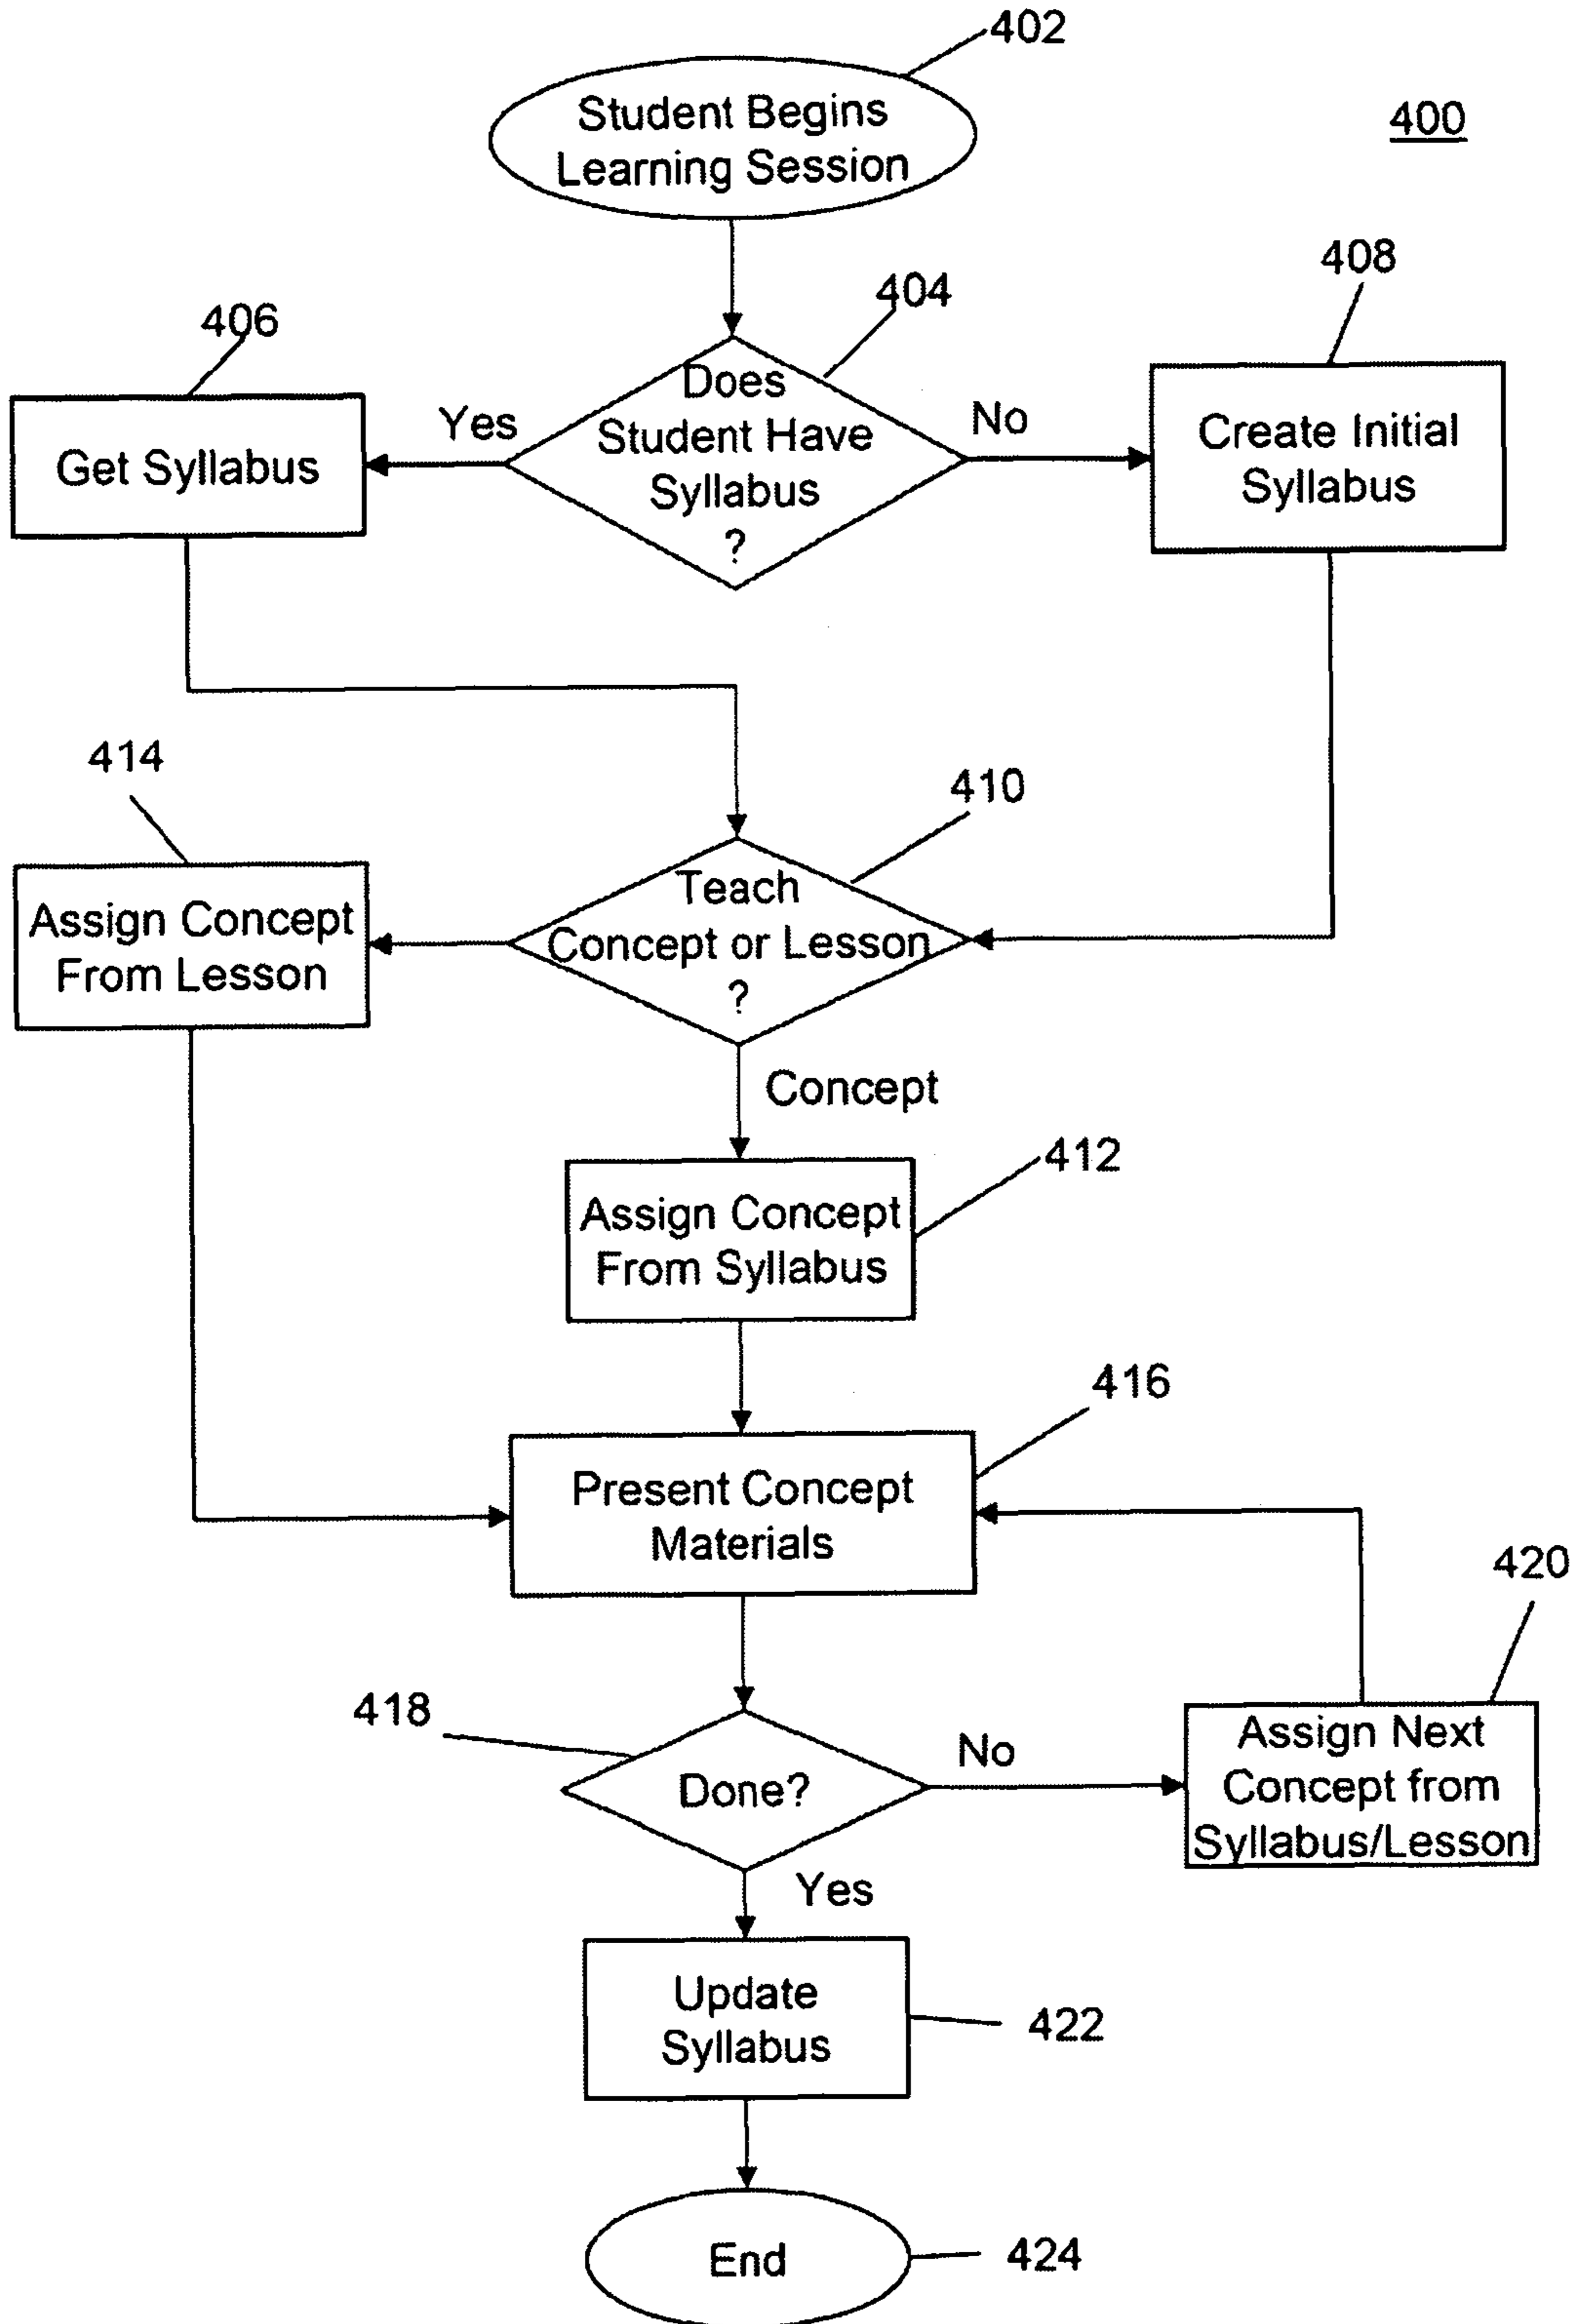 402
Student Begins
Learning Session
400
404
408
406
Does
Student Have
Syllabus
?
Yes
No
Get Syllabus
Create Initial
Syllabus
414
410
Teach
Concept or Lesson
?
Assign Concept
From Lesson
Concept
412
Assign Concept
From Syllabus
416
Present Concept
Materials
420
418
Done?
No
Assign Next
Concept from
Syllabus/Lesson
Yes
Update
Syllabus
422
End
424